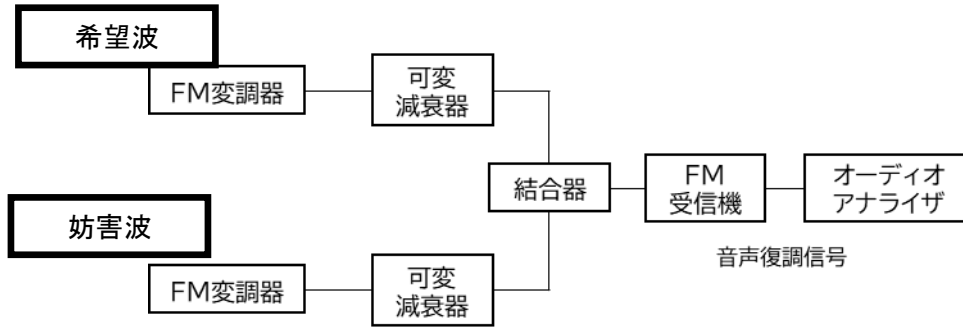 希望波
FM変調器
可変
減衰器
結合器
FM
受信機
オーディオ
アナライザ
音声復調信号
妨害波
FM変調器
可変
減衰器